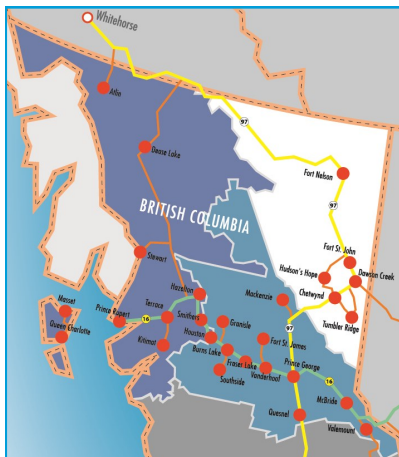 Whitehorse
Atlin
97
Dease Lake
Fort Nelson
97
BRITISH COLUMBIA
Fort St. John
Stewart
Hudson's Hope
Dawson Creek
Chetwynd
Hazelton
Mackenzie
Masset
Prince Rupert
Terrace
Smithers
Granisle
Tumbler Ridge
16
97
Queen Charlotte
Kitimat
Houston
Fort St. James
Burns Lake
Fraser Lake
Prince George
Vanderhoof
16
Southside
McBride
Quesnel
Valemount